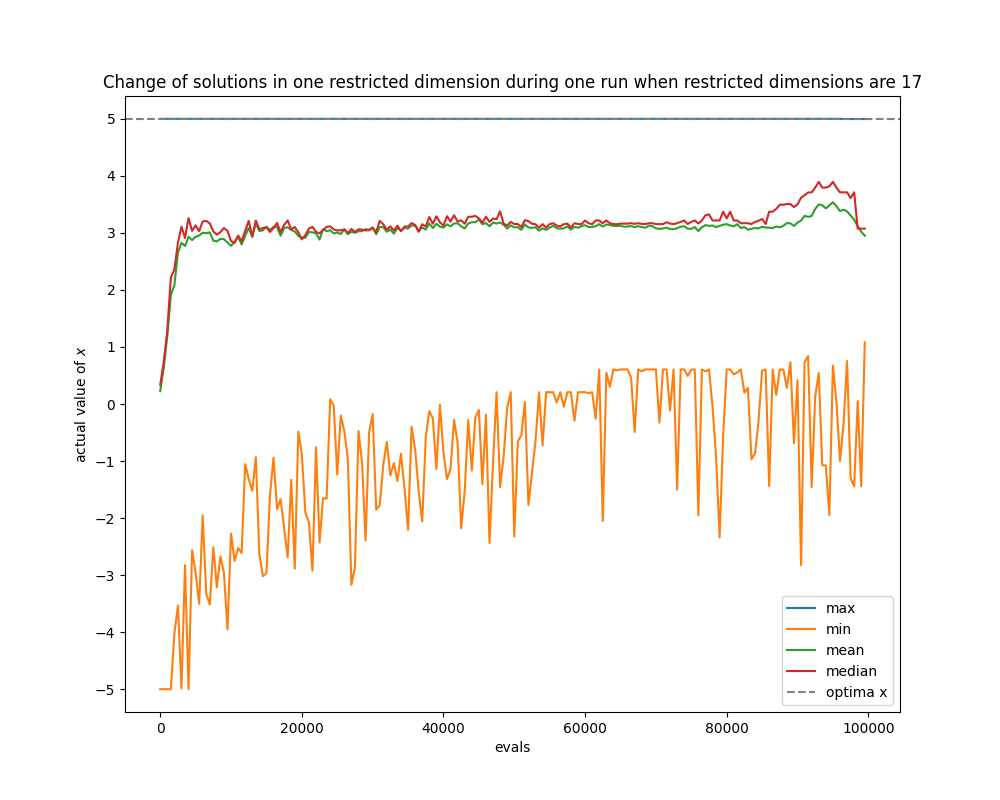 Change of solutions in one restricted dimension during one run when restricted dimensions are 17
5
4
3
2
1
0
−1
−2
−3
−4
−5
actual value of x
0
20000
40000
60000
80000
100000
evals
max
min
mean
median
optima x